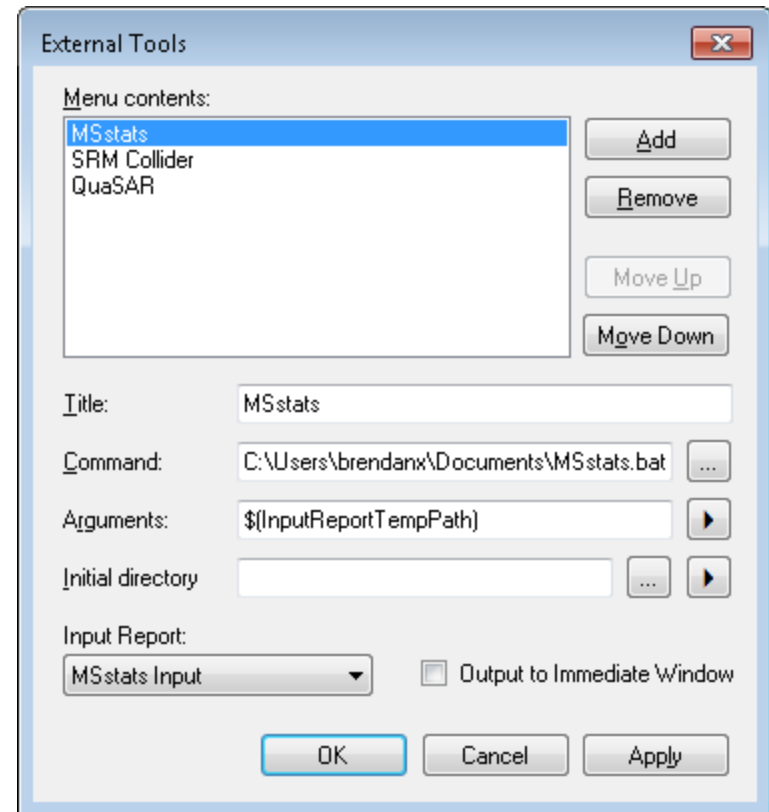 External Tools
Menu contents:
MSstats
SRM Collider
QuaSAR
Add
Remove
Move Up
Move Down
Title:
MSstats
Command:
C:\Users\brendanx\Documents\MSstats.bat
...
Arguments:
$(InputReportTempPath)
Initial directory
...
Input Report:
MSstats Input
Output to Immediate Window
OK
Cancel
Apply